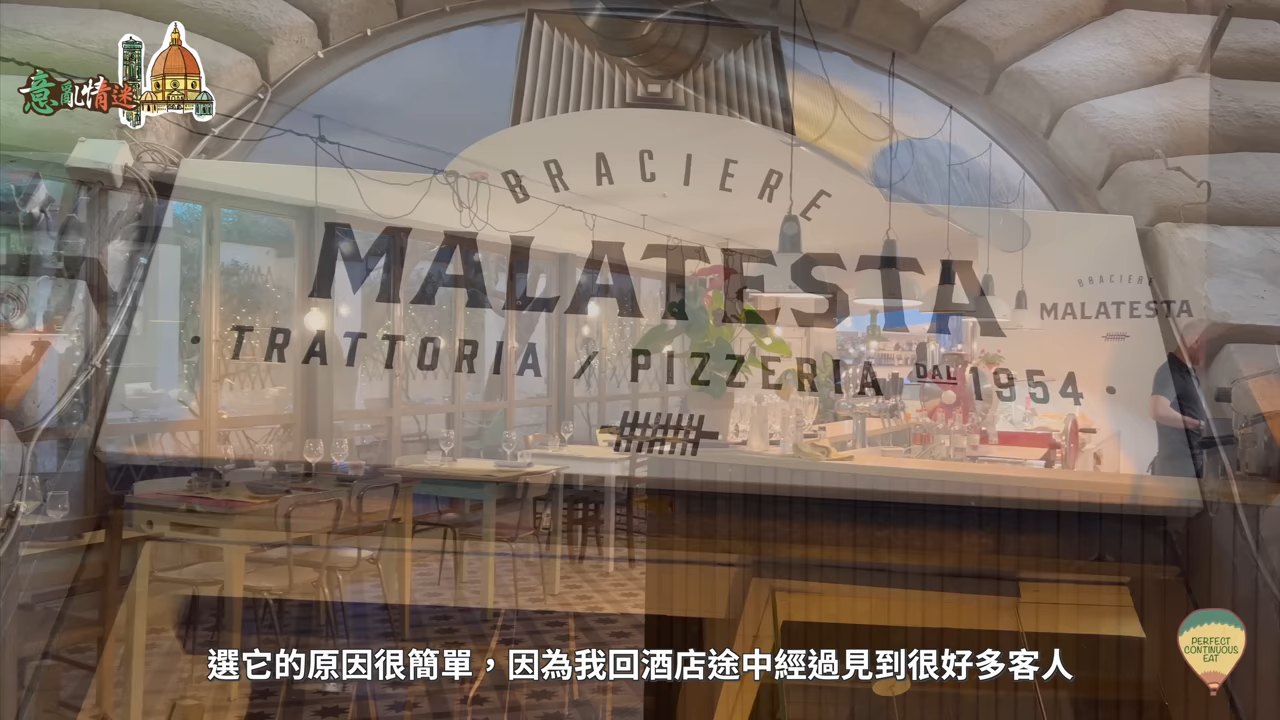 意亂情迷
BRACIERE
MALATESTA
· TRATTORIA / PIZZERIA DAL 1954 ·
BRACIERE
MALATESTA
PERFECT
CONTINUOUS
EAT
選它的原因很簡單，因為我回酒店途中經過見到很好多客人